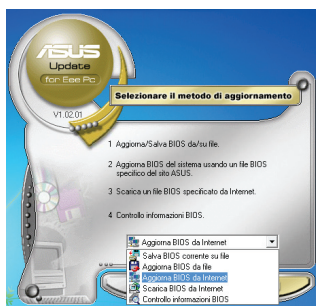 ASUS
Update
for Eee Pc
V1.02.01
Selezionare il metodo di aggiornamento
1 Aggiorna/Salva BIOS da/su file.
2 Aggiorna BIOS del sistema usando un file BIOS
specifico del sito ASUS.
3 Scarica un file BIOS specificato da Internet.
4 Controllo informazioni BIOS.
Aggiorna BIOS da Internet
Salva BIOS corrente su file
Aggiorna BIOS da file
Aggiorna BIOS da Internet
Scarica BIOS da Internet
Controllo informazioni BIOS